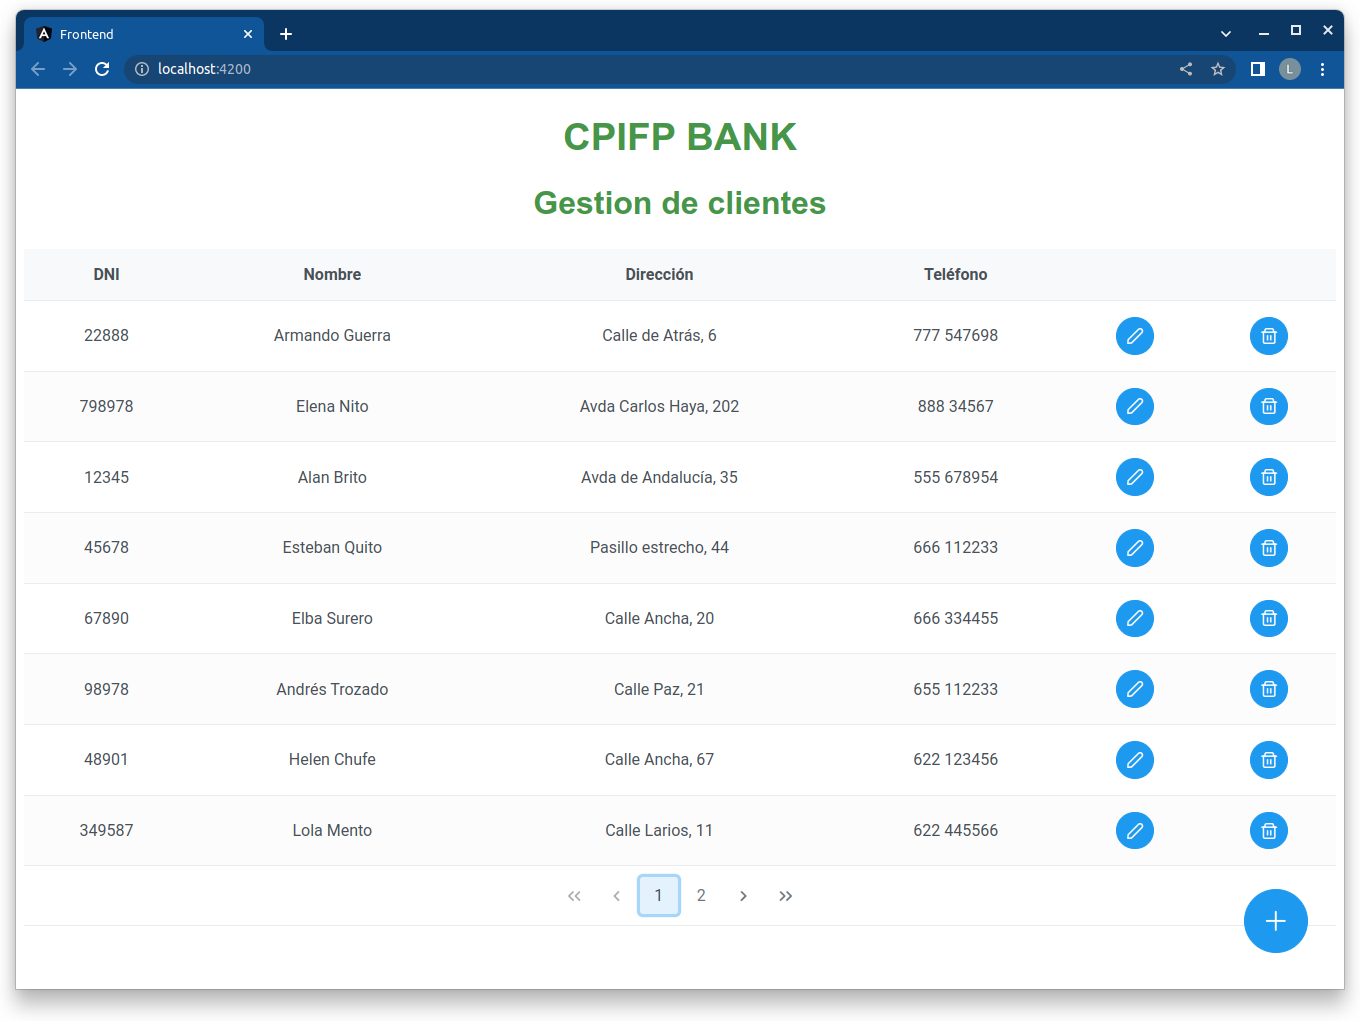 Frontend
localhost:4200
L
CPIFP BANK
Gestion de clientes
DNI Nombre Dirección Teléfono
22888 Armando Guerra Calle de Atrás, 6 777 547698
798978 Elena Nito Avda Carlos Haya, 202 888 34567
12345 Alan Brito Avda de Andalucía, 35 555 678954
45678 Esteban Quito Pasillo estrecho, 44 666 112233
67890 Elba Surero Calle Ancha, 20 666 334455
98978 Andrés Trozado Calle Paz, 21 655 112233
48901 Helen Chufe Calle Ancha, 67 622 123456
349587 Lola Mento Calle Larios, 11 622 445566
1 2